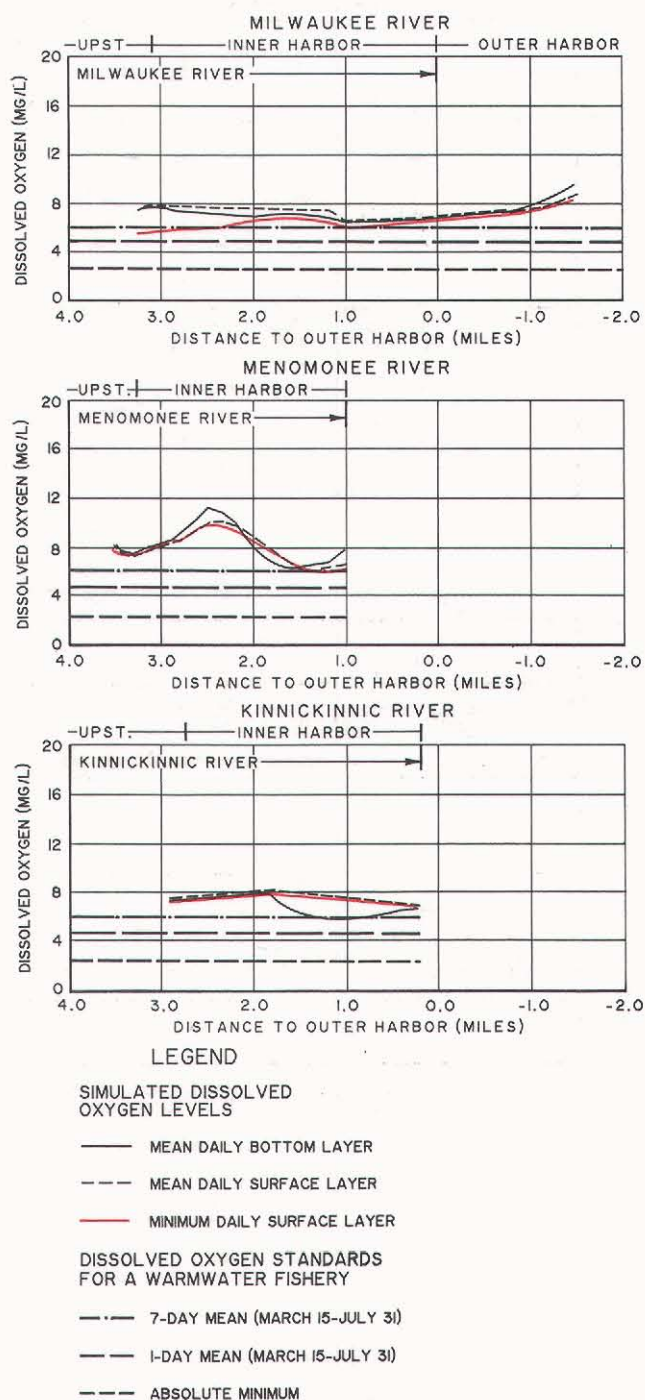 MILWAUKEE RIVER
UPST. INNER HARBOR OUTER HARBOR
20
MILWAUKEE RIVER
16
12
8
4
0
DISSOLVED OXYGEN (MG/L)
4.0 3.0 2.0 1.0 0.0 -1.0 -2.0
DISTANCE TO OUTER HARBOR (MILES)
MENOMONEE RIVER
UPST. INNER HARBOR
20
MENOMONEE RIVER
16
12
8
4
0
DISSOLVED OXYGEN (MG/L)
4.0 3.0 2.0 1.0 0.0 -1.0 -2.0
DISTANCE TO OUTER HARBOR (MILES)
KINNICKINNIC RIVER
UPST. INNER HARBOR
20
KINNICKINNIC RIVER
16
12
8
4
0
DISSOLVED OXYGEN (MG/L)
4.0 3.0 2.0 1.0 0.0 -1.0 -2.0
DISTANCE TO OUTER HARBOR (MILES)
LEGEND
SIMULATED DISSOLVED
OXYGEN LEVELS
MEAN DAILY BOTTOM LAYER
MEAN DAILY SURFACE LAYER
MINIMUM DAILY SURFACE LAYER
DISSOLVED OXYGEN STANDARDS
FOR A WARMWATER FISHERY
7-DAY MEAN (MARCH 15-JULY 31)
1-DAY MEAN (MARCH 15-JULY 31)
ABSOLUTE MINIMUM